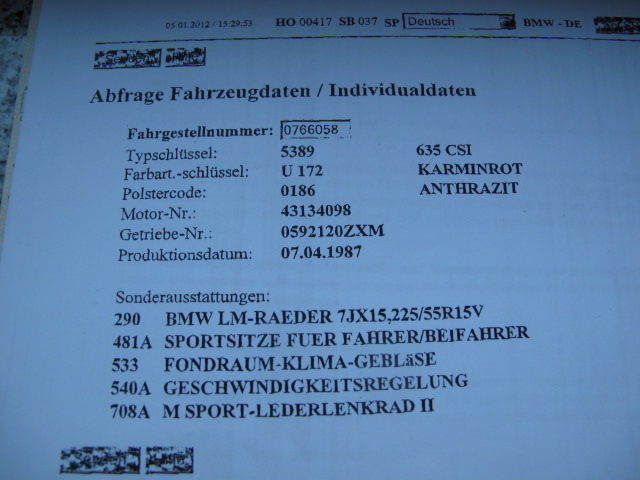 05.01.2012 / 15:29:53 HO 00417 SB 037 SP Deutsch BMW - DE
Abfrage Fahrzeugdaten / Individualdaten
Fahrgestellnummer: 0766058
Typschlüssel: 5389 635 CSI
Farbart.-schlüssel: U 172 KARMINROT
Polstercode: 0186 ANTHRAZIT
Motor-Nr.: 43134098
Getriebe-Nr.: 0592120ZXM
Produktionsdatum: 07.04.1987
Sonderausstattungen:
290 BMW LM-RAEDER 7JX15,225/55R15V
481A SPORTSITZE FUER FAHRER/BEIFAHRER
533 FONDRAUM-KLIMA-GEBLäSE
540A GESCHWINDIGKEITSREGELUNG
708A M SPORT-LEDERLENKRAD II